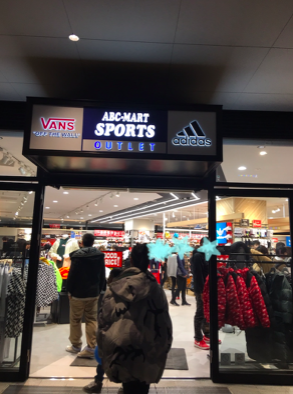 VANS
"OFF THE WALL"
ABC-MART
SPORTS
OUTLET
adidas